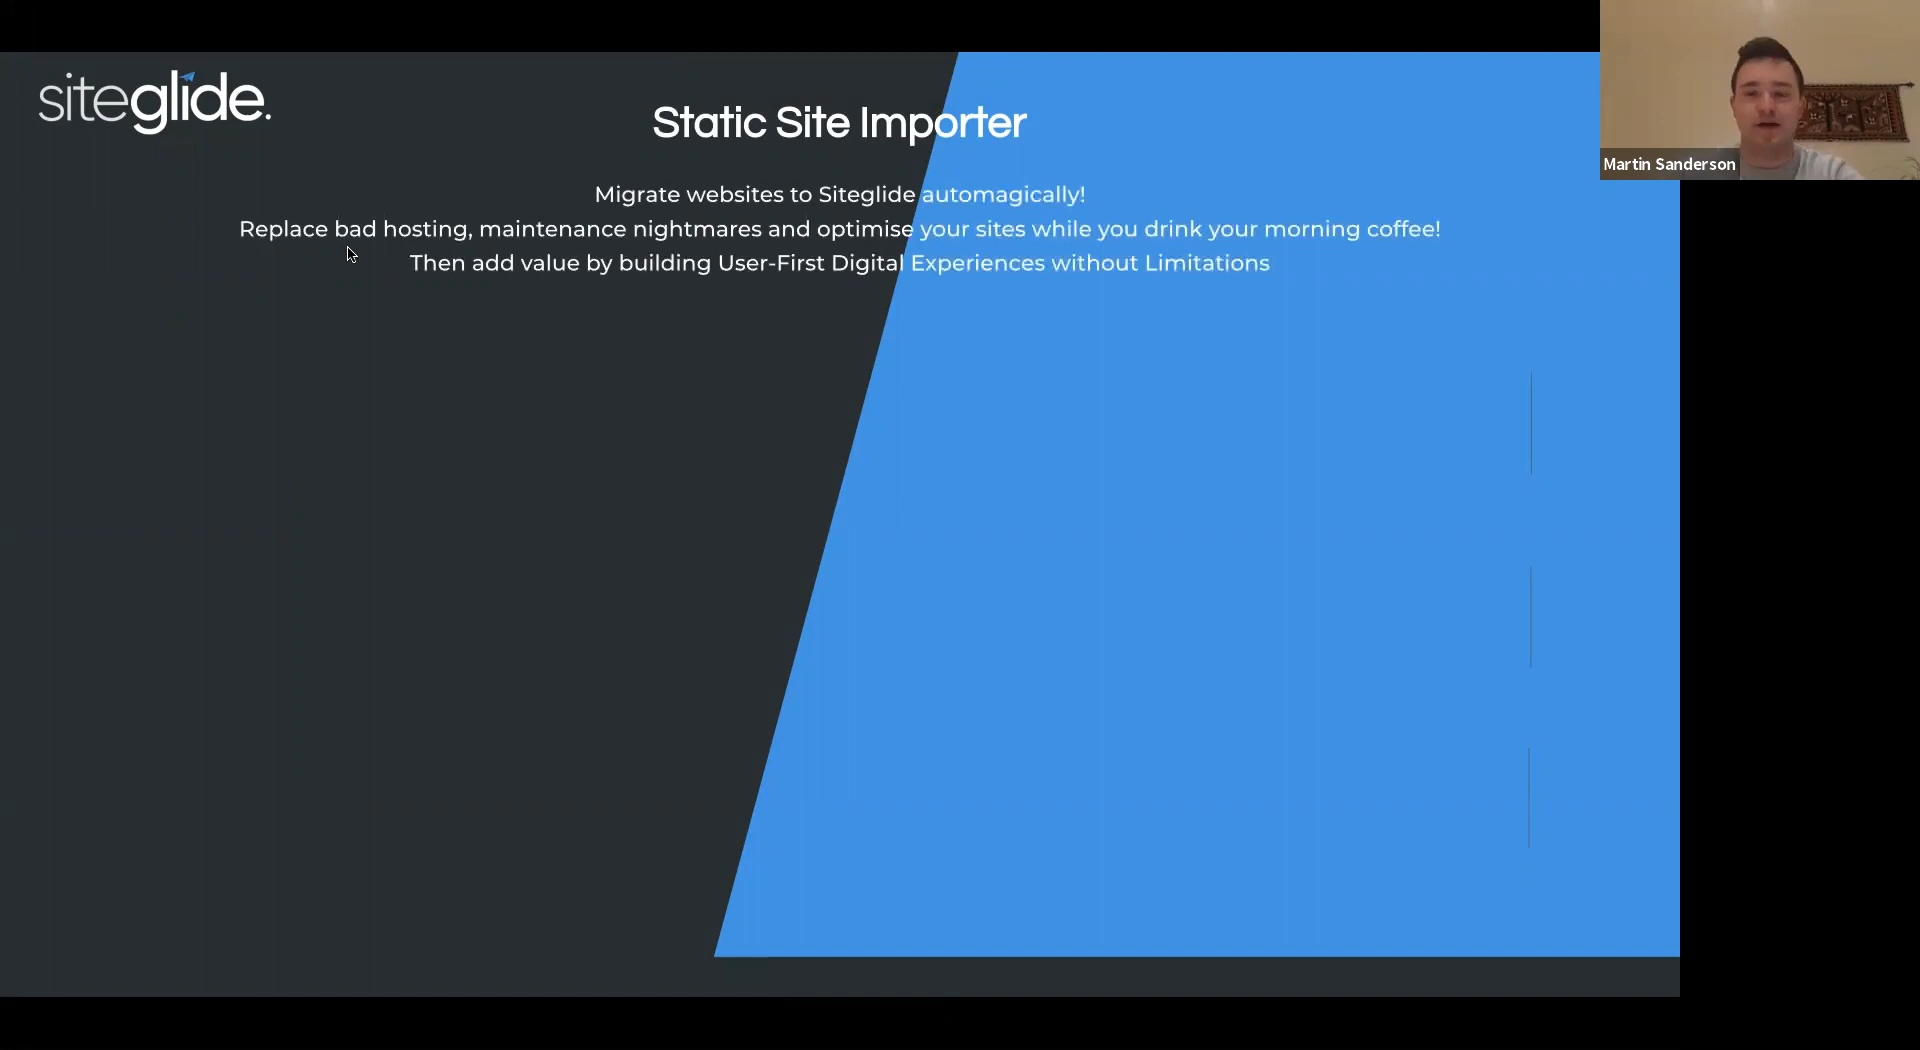 siteglide.
Static Site Importer
Migrate websites to Siteglide automagically!
Replace bad hosting, maintenance nightmares and optimise your sites while you drink your morning coffee!
Then add value by building User-First Digital Experiences without Limitations
Martin Sanderson